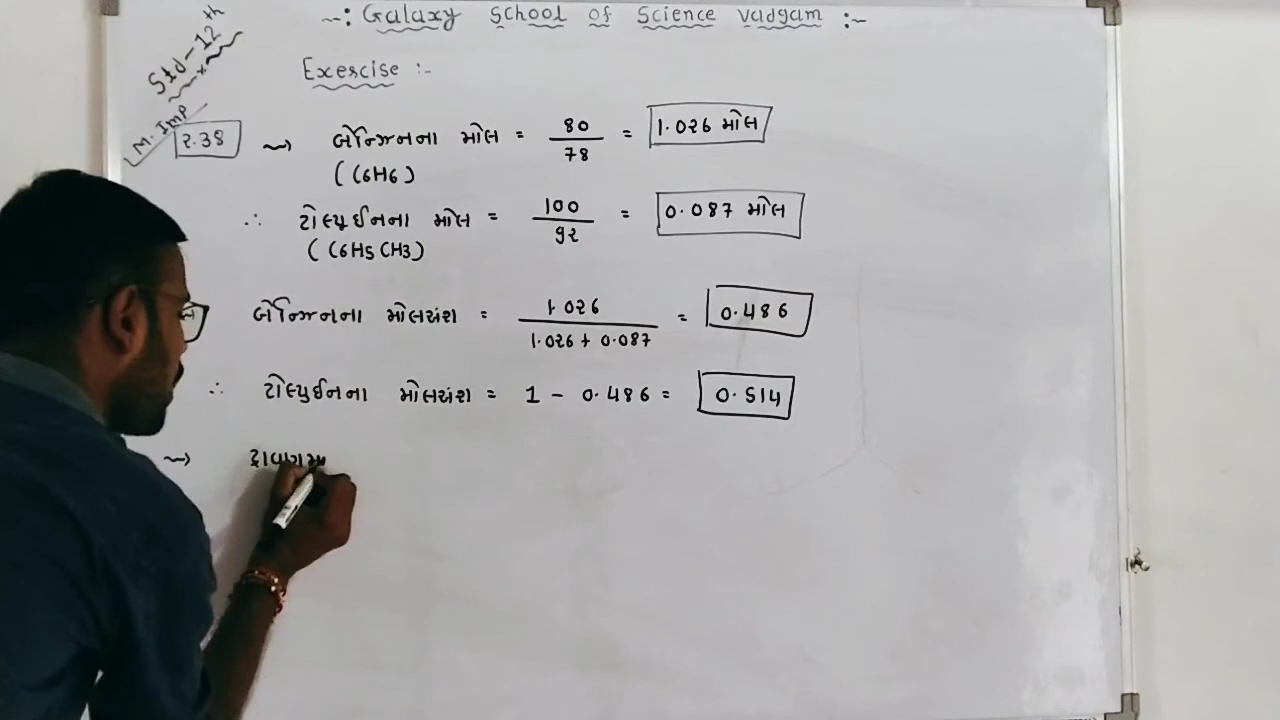 ~: Galaxy School of Science Vadgam :~
Std-12th
M. Imp
Exercise :-
2.38 ⇝ બેન્ઝિનના મોલ = 80/78 = 1.026 મોલ
(C6H6)
∴ ટોલ્યુઈનના મોલ = 100/92 = 0.087 મોલ
(C6H5CH3)
બેન્ઝિનના મોલઅંશ = 1.026/1.026 + 0.087 = 0.486
∴ ટોલ્યુઈનના મોલઅંશ = 1 - 0.486 = 0.514
⇝ દ્રાવણમા